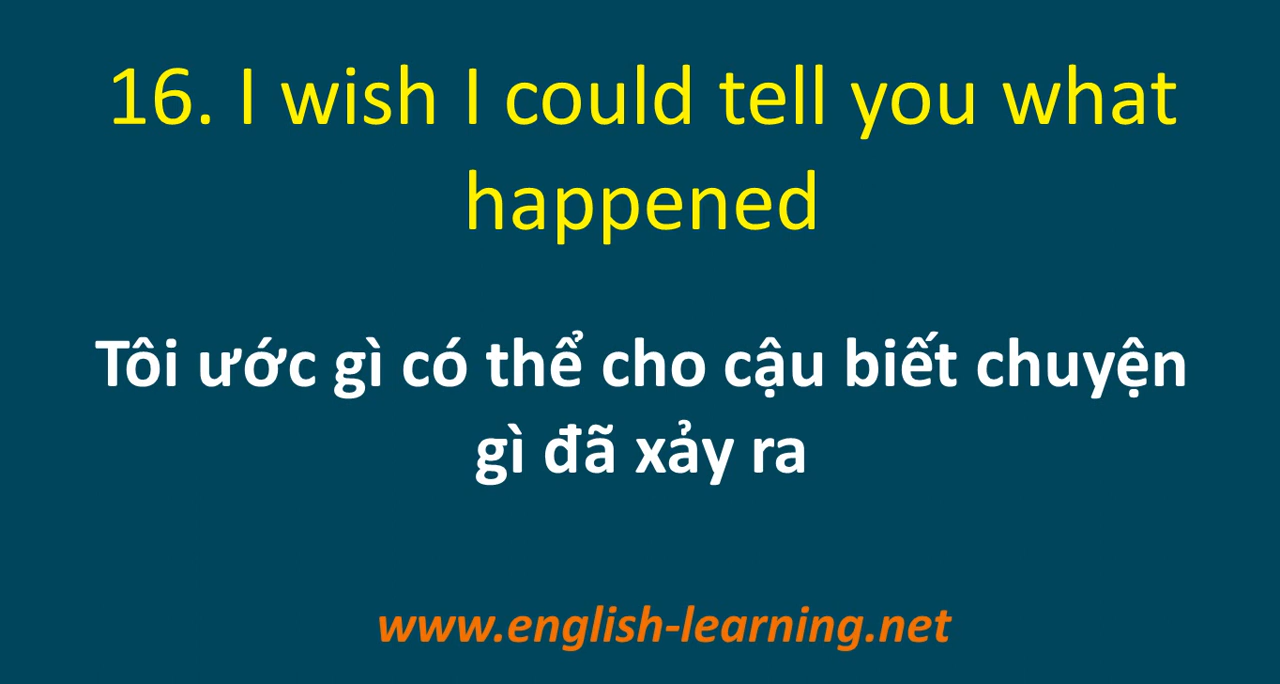 16. I wish I could tell you what
happened
Tôi ước gì có thể cho cậu biết chuyện
gì đã xảy ra
www.english-learning.net